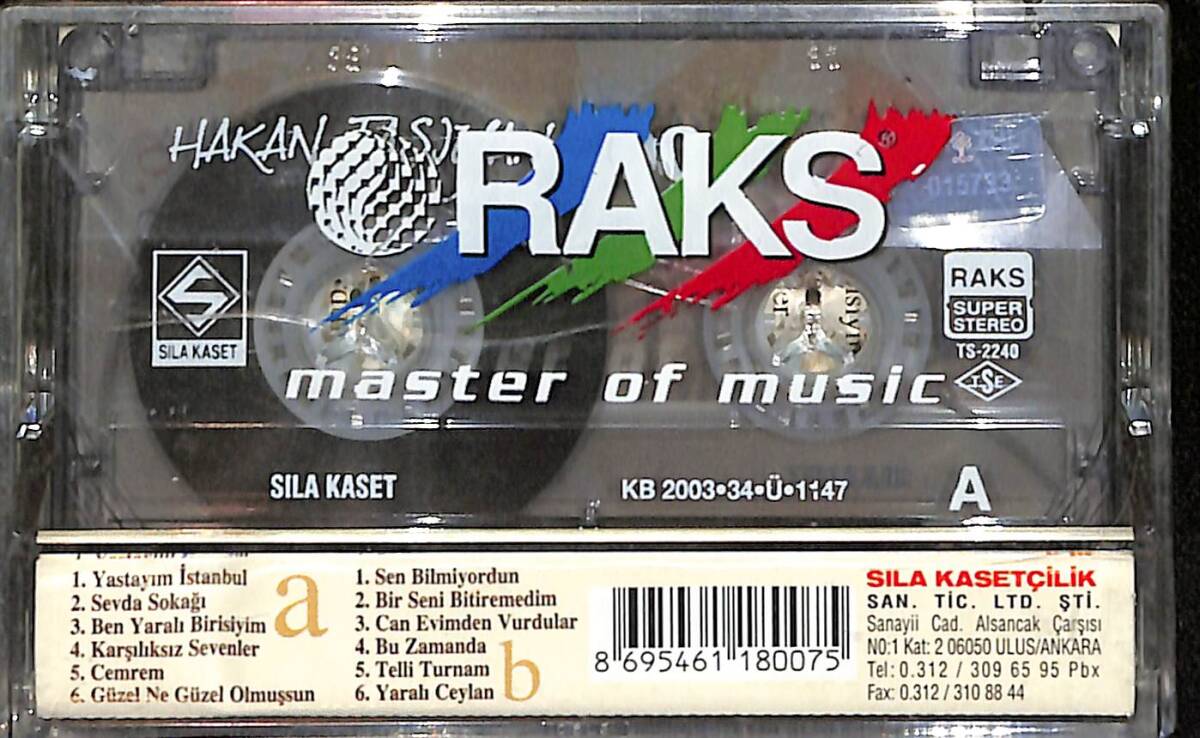 HAKAN
RAKS
®
015733
SILA KASET
RAKS
SUPER
STEREO
TS-2240
TSE
master of music
SILA KASET
KB 2003•34•Ü•1147
A
a
1. Yastayım İstanbul
2. Sevda Sokağı
3. Ben Yaralı Birisiyim
4. Karşılıksız Sevenler
5. Cemrem
6. Güzel Ne Güzel Olmuşsun
b
1. Sen Bilmiyordun
2. Bir Seni Bitiremedim
3. Can Evimden Vurdular
4. Bu Zamanda
5. Telli Turnam
6. Yaralı Ceylan
8 695461 180075
SILA KASETÇİLİK
SAN. TİC. LTD. ŞTİ.
Sanayii Cad. Alsancak Çarşısı
NO:1 Kat: 2 06050 ULUS/ANKARA
Tel: 0.312 / 309 65 95 Pbx
Fax: 0.312 / 310 88 44